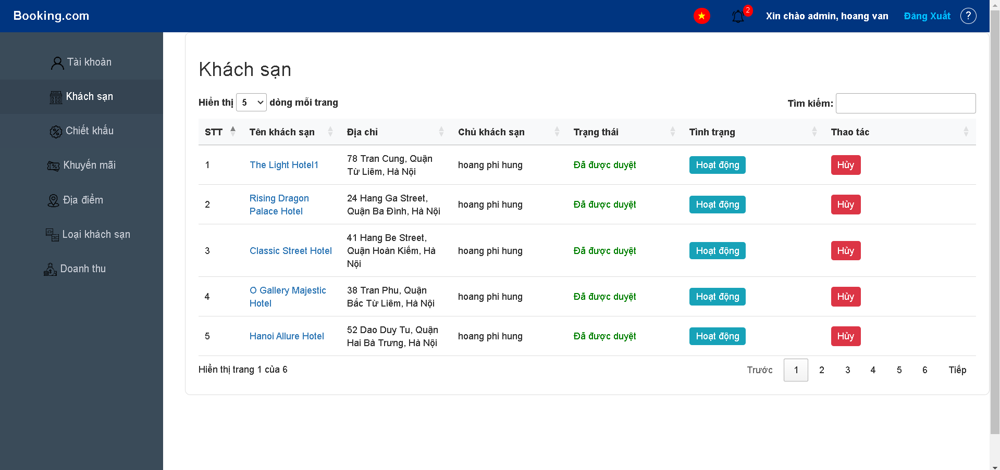 Booking.com
2
Xin chào admin, hoang van
Đăng Xuất
?
Tài khoản
Khách sạn
Chiết khấu
Khuyến mãi
Địa điểm
Loại khách sạn
Doanh thu
Khách sạn
Hiển thị 5 dòng mỗi trang
Tìm kiếm:
STT Tên khách sạn Địa chỉ Chủ khách sạn Trạng thái Tình trạng Thao tác
1 The Light Hotel1 78 Tran Cung, Quận
Từ Liêm, Hà Nội hoang phi hung Đã được duyệt Hoạt động Hủy
2 Rising Dragon
Palace Hotel 24 Hang Ga Street,
Quận Ba Đình, Hà Nội hoang phi hung Đã được duyệt Hoạt động Hủy
3 Classic Street Hotel 41 Hang Be Street,
Quận Hoàn Kiếm, Hà
Nội hoang phi hung Đã được duyệt Hoạt động Hủy
4 O Gallery Majestic
Hotel 38 Tran Phu, Quận
Bắc Từ Liêm, Hà Nội hoang phi hung Đã được duyệt Hoạt động Hủy
5 Hanoi Allure Hotel 52 Dao Duy Tu, Quận
Hai Bà Trưng, Hà Nội hoang phi hung Đã được duyệt Hoạt động Hủy
Hiển thị trang 1 của 6
Trước 1 2 3 4 5 6 Tiếp